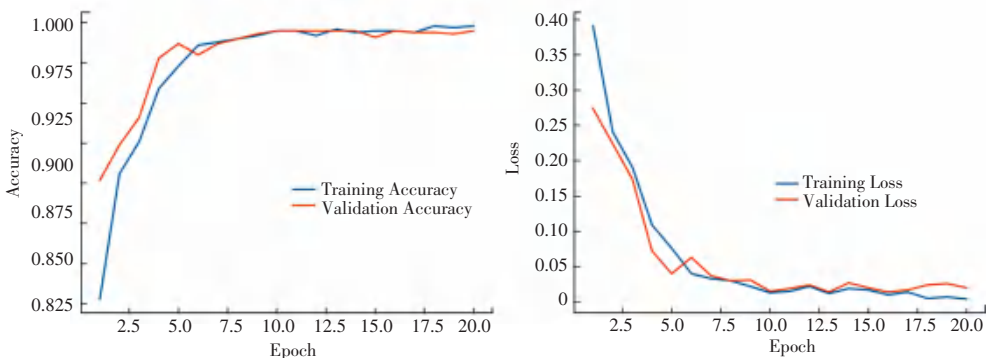 1.000
0.975
0.925
0.900
0.875
0.850
0.825
Accuracy
Training Accuracy
Validation Accuracy
2.5 5.0 7.5 10.0 12.5 15.0 17.5 20.0
Epoch
0.40
0.35
0.30
0.25
0.20
0.15
0.10
0.05
0
Loss
Training Loss
Validation Loss
2.5 5.0 7.5 10.0 12.5 15.0 17.5 20.0
Epoch